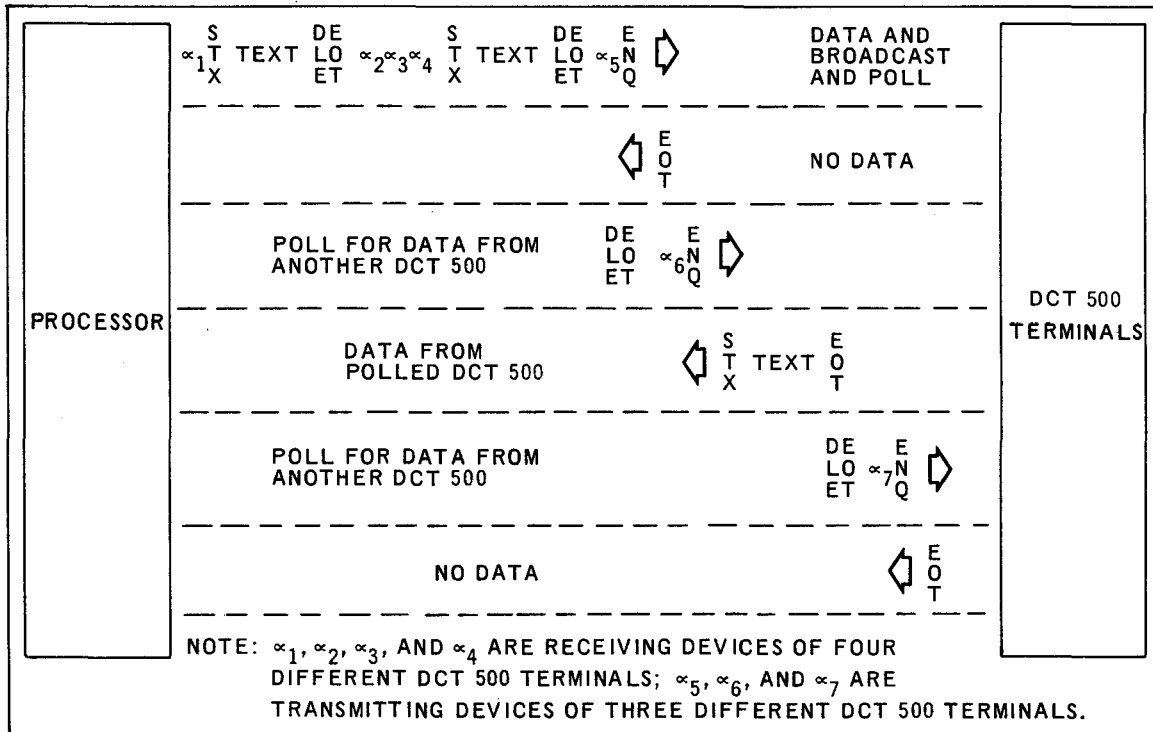 ∝₁ STX TEXT DLE EOT ∝₂∝₃∝₄ STX TEXT DLE EOT ∝₅ ENQ
DATA AND
BROADCAST
AND POLL
EOT
NO DATA
POLL FOR DATA FROM
ANOTHER DCT 500
DLE EOT ∝₆ ENQ
PROCESSOR
DCT 500
TERMINALS
DATA FROM
POLLED DCT 500
STX TEXT EOT
POLL FOR DATA FROM
ANOTHER DCT 500
DLE EOT ∝₇ ENQ
NO DATA
EOT
NOTE: ∝₁, ∝₂, ∝₃, AND ∝₄ ARE RECEIVING DEVICES OF FOUR
DIFFERENT DCT 500 TERMINALS; ∝₅, ∝₆, AND ∝₇ ARE
TRANSMITTING DEVICES OF THREE DIFFERENT DCT 500 TERMINALS.